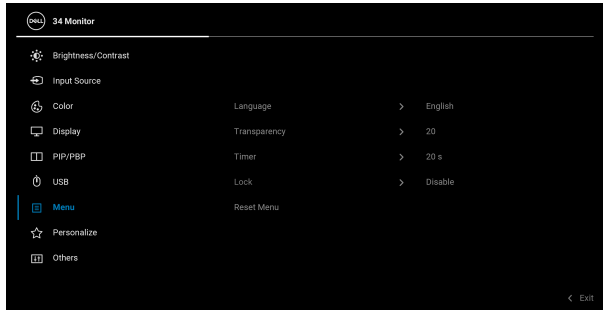 DELL 34 Monitor
Brightness/Contrast
Input Source
Color Language English
Display Transparency 20
PIP/PBP Timer 20 s
USB Lock Disable
Menu Reset Menu
Personalize
Others
Exit